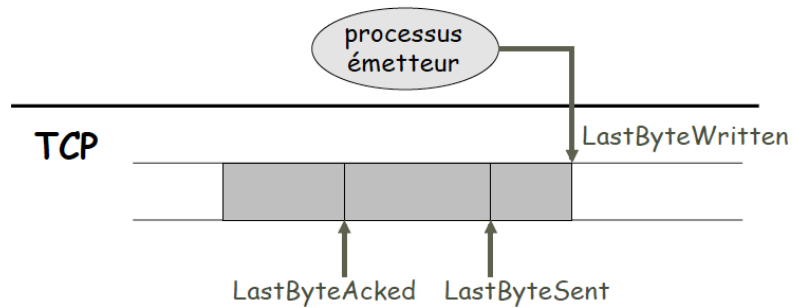 processus
émetteur
TCP
LastByteWritten
LastByteAcked
LastByteSent